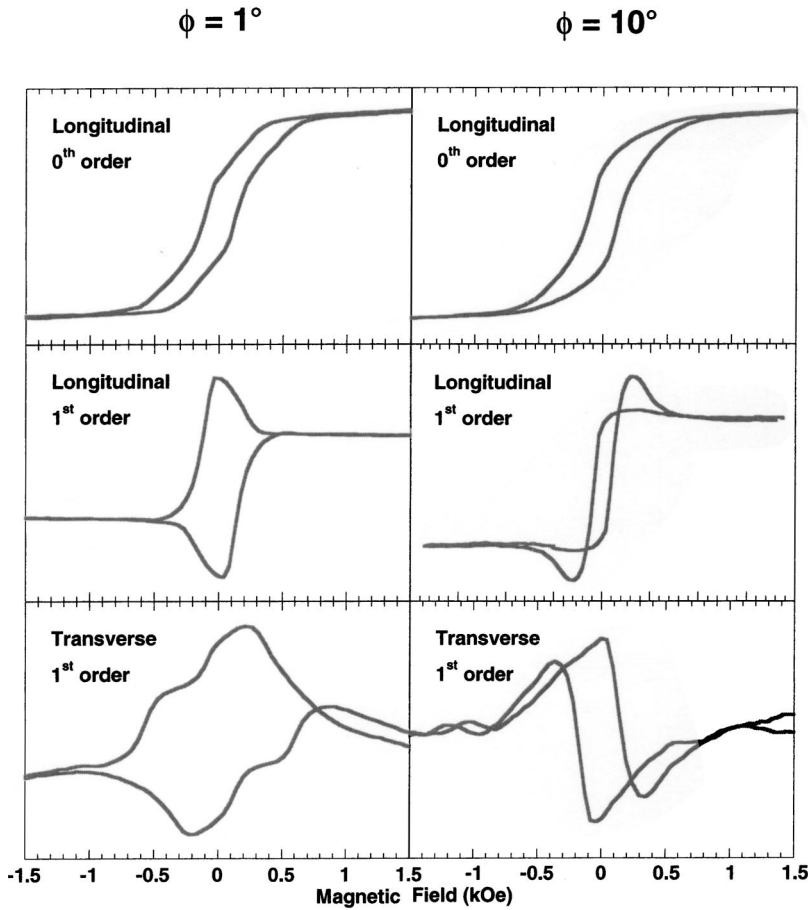 ϕ = 1°
ϕ = 10°
Longitudinal
0th order
Longitudinal
0th order
Longitudinal
1st order
Longitudinal
1st order
Transverse
1st order
Transverse
1st order
-1.5 -1 -0.5 0 0.5 1 1.5 -1 -0.5 0 0.5 1 1.5
Magnetic Field (kOe)